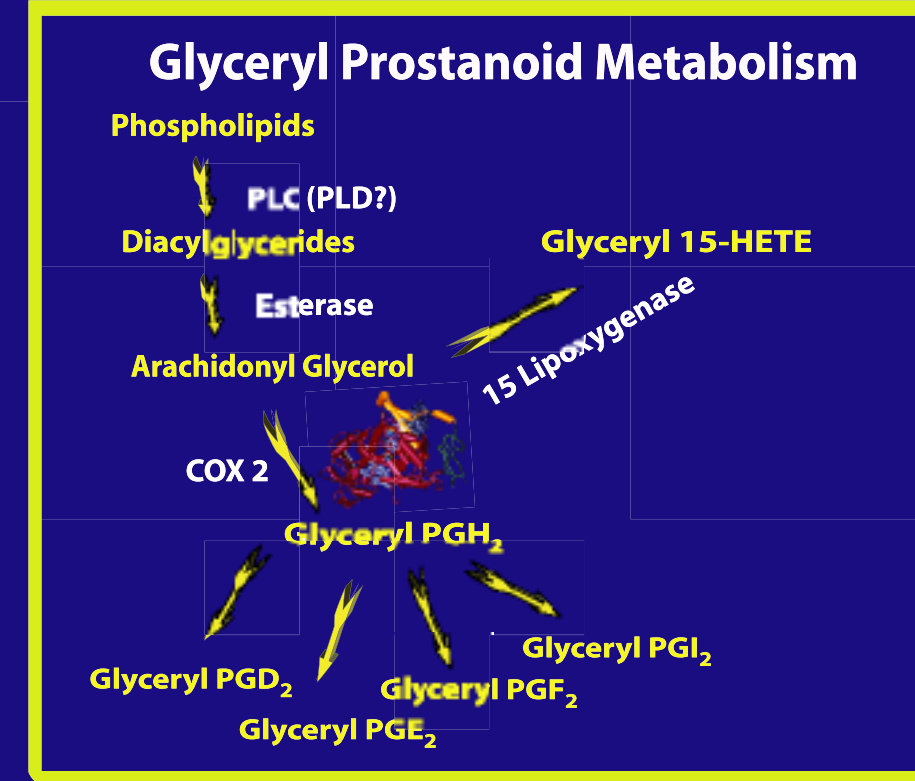 Glyceryl Prostanoid Metabolism
Phospholipids
PLC (PLD?)
Diacylglycerides
Glyceryl 15-HETE
Esterase
15 Lipoxygenase
Arachidonyl Glycerol
COX 2
Glyceryl PGH2
Glyceryl PGI2
Glyceryl PGD2
Glyceryl PGF2
Glyceryl PGE2